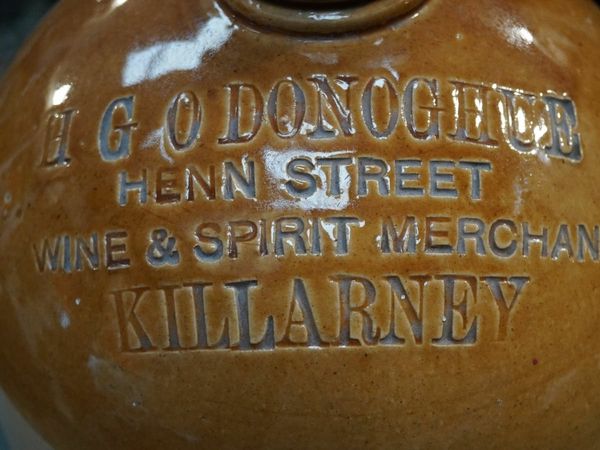 H G O DONOGHUE
HENN STREET
WINE & SPIRIT MERCHAN
KILLARNEY